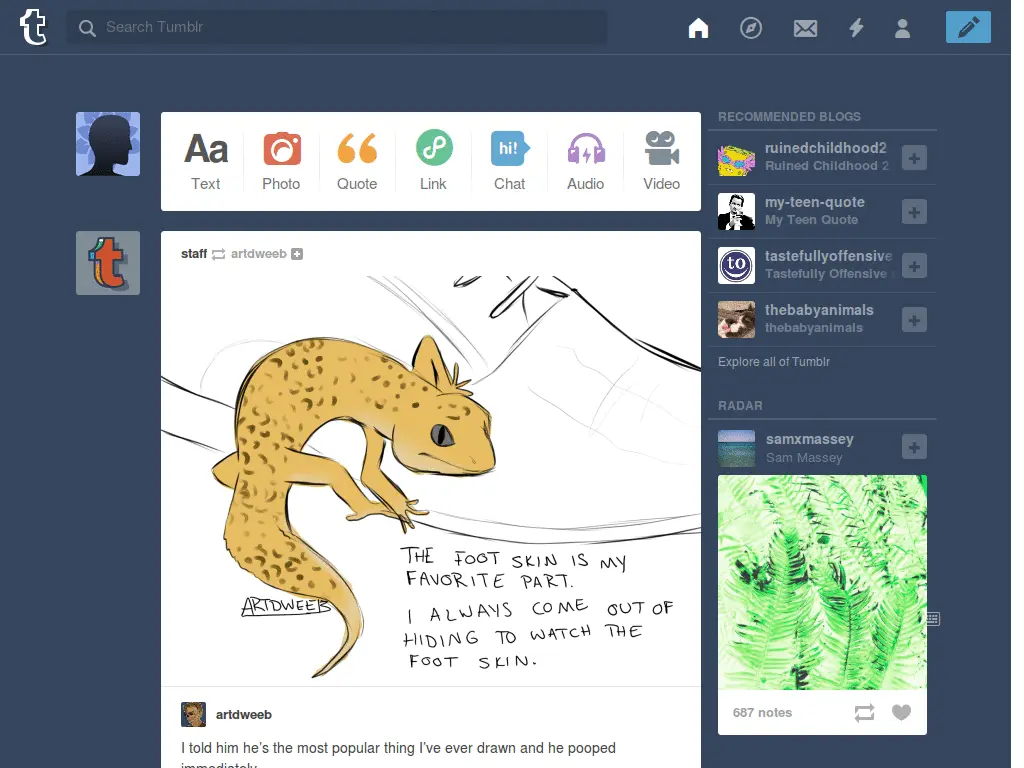 t
Search Tumblr
Aa
hi!
Text
Photo
Quote
Link
Chat
Audio
Video
staff artdweeb
THE FOOT SKIN IS MY
FAVORITE PART.
I ALWAYS COME OUT OF
HIDING TO WATCH THE
FOOT SKIN.
ARTDWEEB
artdweeb
I told him he's the most popular thing I've ever drawn and he pooped
immediately
RECOMMENDED BLOGS
ruinedchildhood2
Ruined Childhood 2
my-teen-quote
My Teen Quote
to
tastefullyoffensive
Tastefully Offensive
thebabyanimals
thebabyanimals
Explore all of Tumblr
RADAR
samxmassey
Sam Massey
687 notes